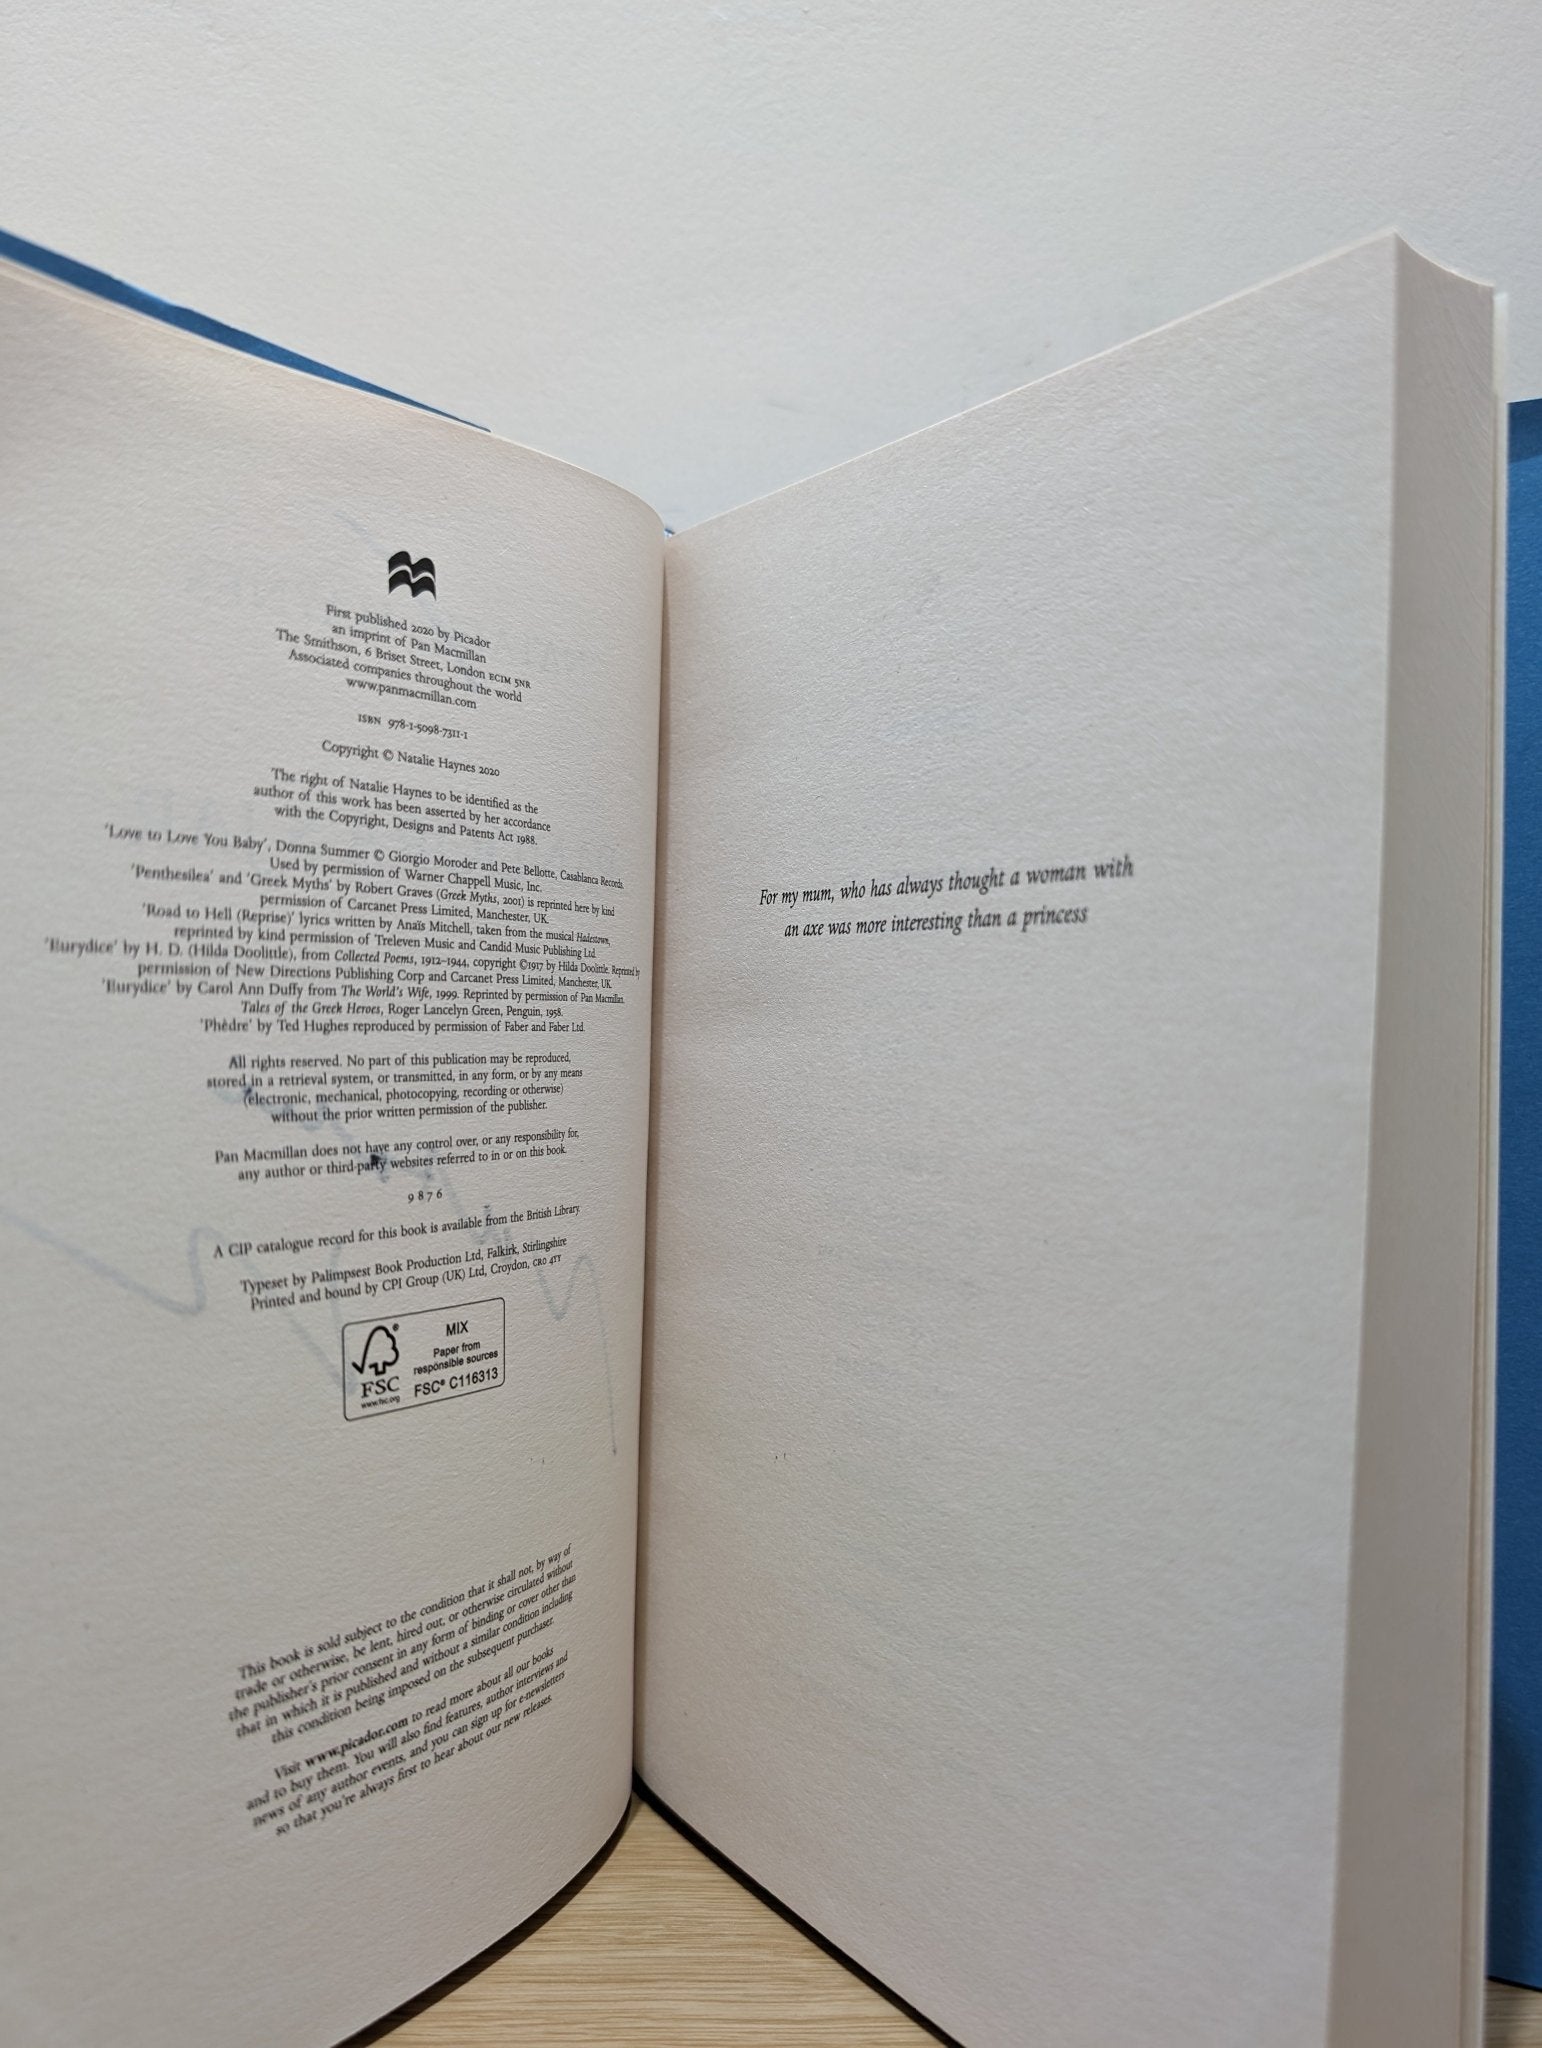 First published 2020 by Picador
an imprint of Pan Macmillan
The Smithson, 6 Briset Street, London EC1M 5NR
Associated companies throughout the world
www.panmacmillan.com
ISBN 978-1-5098-7311-1
Copyright © Natalie Haynes 2020
The right of Natalie Haynes to be identified as the
author of this work has been asserted by her accordance
with the Copyright, Designs and Patents Act 1988.
'Love to Love You Baby', Donna Summer © Giorgio Moroder and Pete Bellotte, Casablanca Records.
Used by permission of Warner Chappell Music, Inc.
'Penthesilea' and 'Greek Myths' by Robert Graves (Greek Myths, 2001) is reprinted here by kind
permission of Carcanet Press Limited, Manchester, UK.
'Road to Hell (Reprise)' lyrics written by Anaïs Mitchell, taken from the musical Hadestown,
reprinted by kind permission of Treleven Music and Candid Music Publishing Ltd.
'Eurydice' by H. D. (Hilda Doolittle), from Collected Poems, 1912–1944, copyright ©1917 by Hilda Doolittle. Reprinted by
permission of New Directions Publishing Corp and Carcanet Press Limited, Manchester, UK.
'Eurydice' by Carol Ann Duffy from The World's Wife, 1999. Reprinted by permission of Pan Macmillan.
Tales of the Greek Heroes, Roger Lancelyn Green, Penguin, 1958.
'Phèdre' by Ted Hughes reproduced by permission of Faber and Faber Ltd.
All rights reserved. No part of this publication may be reproduced,
stored in a retrieval system, or transmitted, in any form, or by any means
(electronic, mechanical, photocopying, recording or otherwise)
without the prior written permission of the publisher.
Pan Macmillan does not have any control over, or any responsibility for,
any author or third-party websites referred to in or on this book.
9 8 7 6
A CIP catalogue record for this book is available from the British Library.
Typeset by Palimpsest Book Production Ltd, Falkirk, Stirlingshire
Printed and bound by CPI Group (UK) Ltd, Croydon, CR0 4YY
MIX
Paper from
responsible sources
FSC® C116313
FSC
www.fsc.org
This book is sold subject to the condition that it shall not, by way of
trade or otherwise, be lent, hired out, or otherwise circulated without
the publisher's prior consent in any form of binding or cover other than
that in which it is published and without a similar condition including
this condition being imposed on the subsequent purchaser.
Visit www.picador.com to read more about all our books
and to buy them. You will also find features, author interviews and
news of any author events, and you can sign up for e-newsletters
so that you're always first to hear about our new releases.
For my mum, who has always thought a woman with
an axe was more interesting than a princess